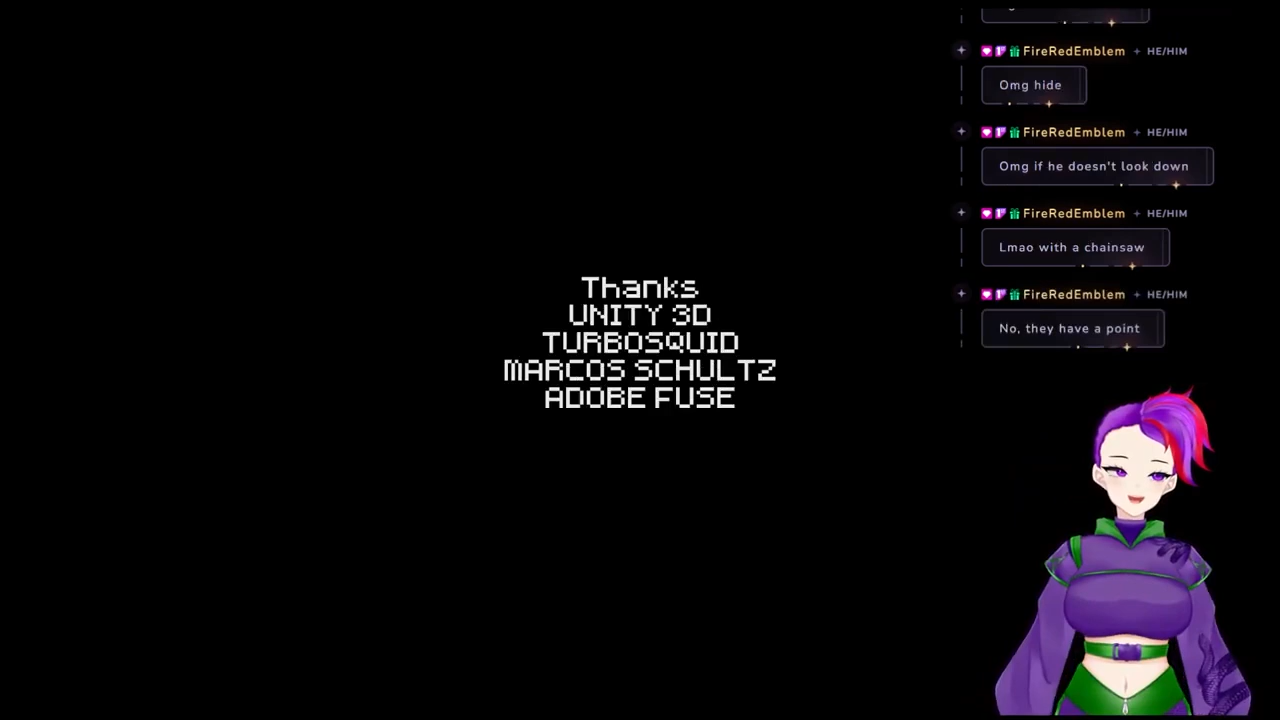 Thanks
UNITY 3D
TURBOSQUID
MARCOS SCHULTZ
ADOBE FUSE
FireRedEmblem HE/HIM
Omg hide
FireRedEmblem HE/HIM
Omg if he doesn't look down
FireRedEmblem HE/HIM
Lmao with a chainsaw
FireRedEmblem HE/HIM
No, they have a point